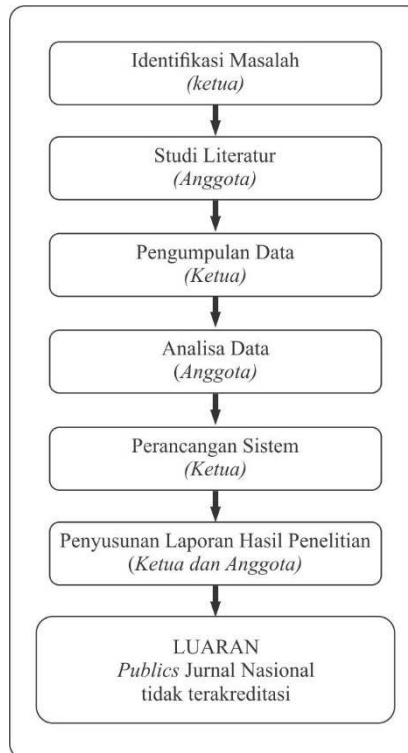 Identifikasi Masalah
(ketua)
Studi Literatur
(Anggota)
Pengumpulan Data
(Ketua)
Analisa Data
(Anggota)
Perancangan Sistem
(Ketua)
Penyusunan Laporan Hasil Penelitian
(Ketua dan Anggota)
LUARAN
Publics Jurnal Nasional
tidak terakreditasi